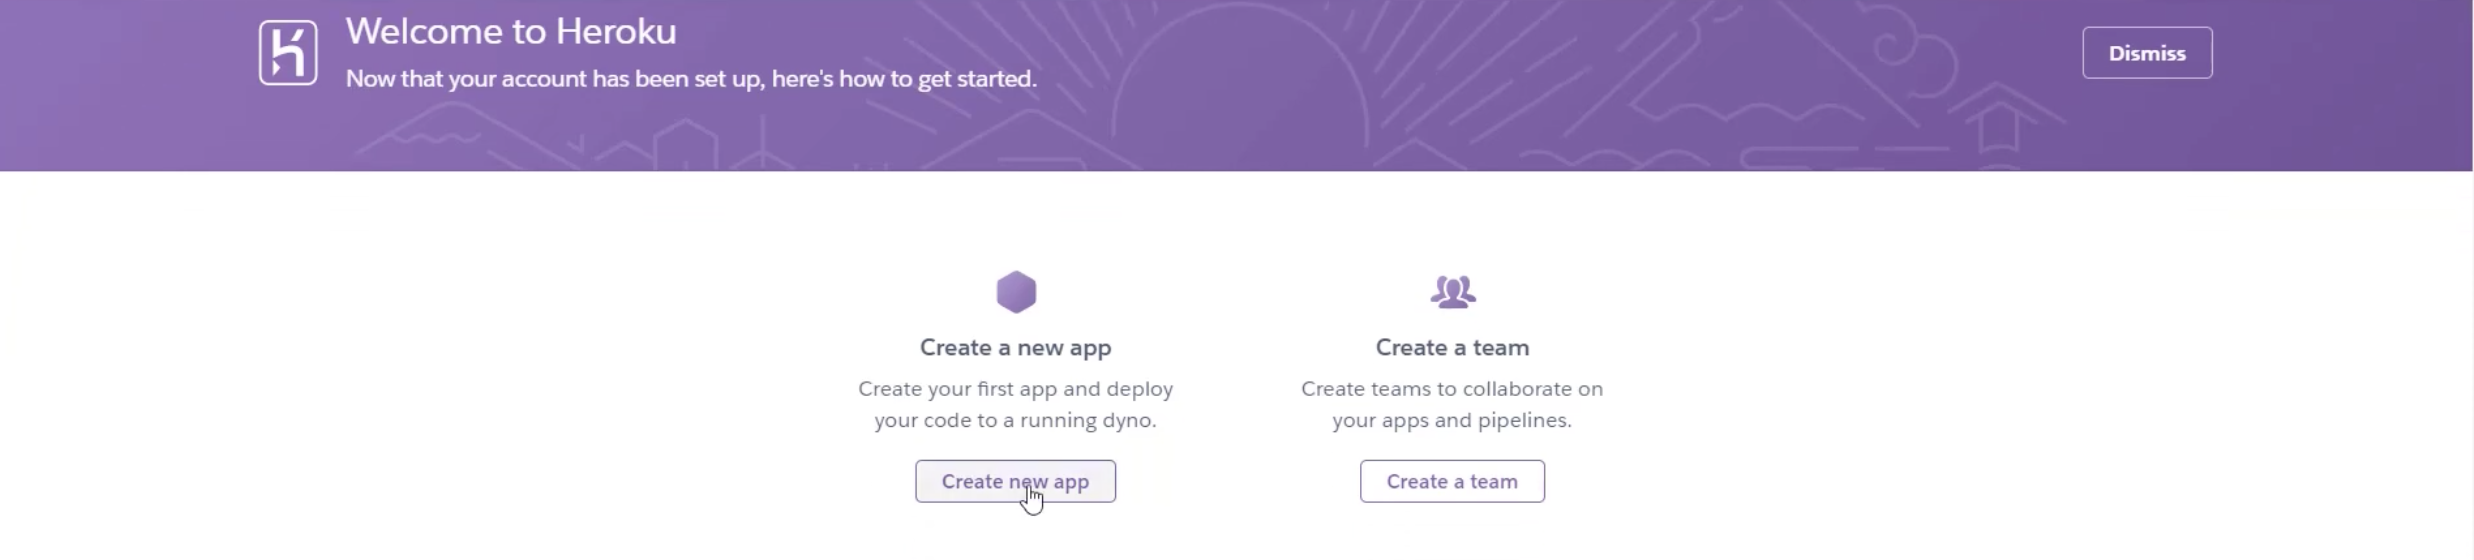 Welcome to Heroku
Now that your account has been set up, here's how to get started.
Dismiss
Create a new app
Create your first app and deploy
your code to a running dyno.
Create new app
Create a team
Create teams to collaborate on
your apps and pipelines.
Create a team